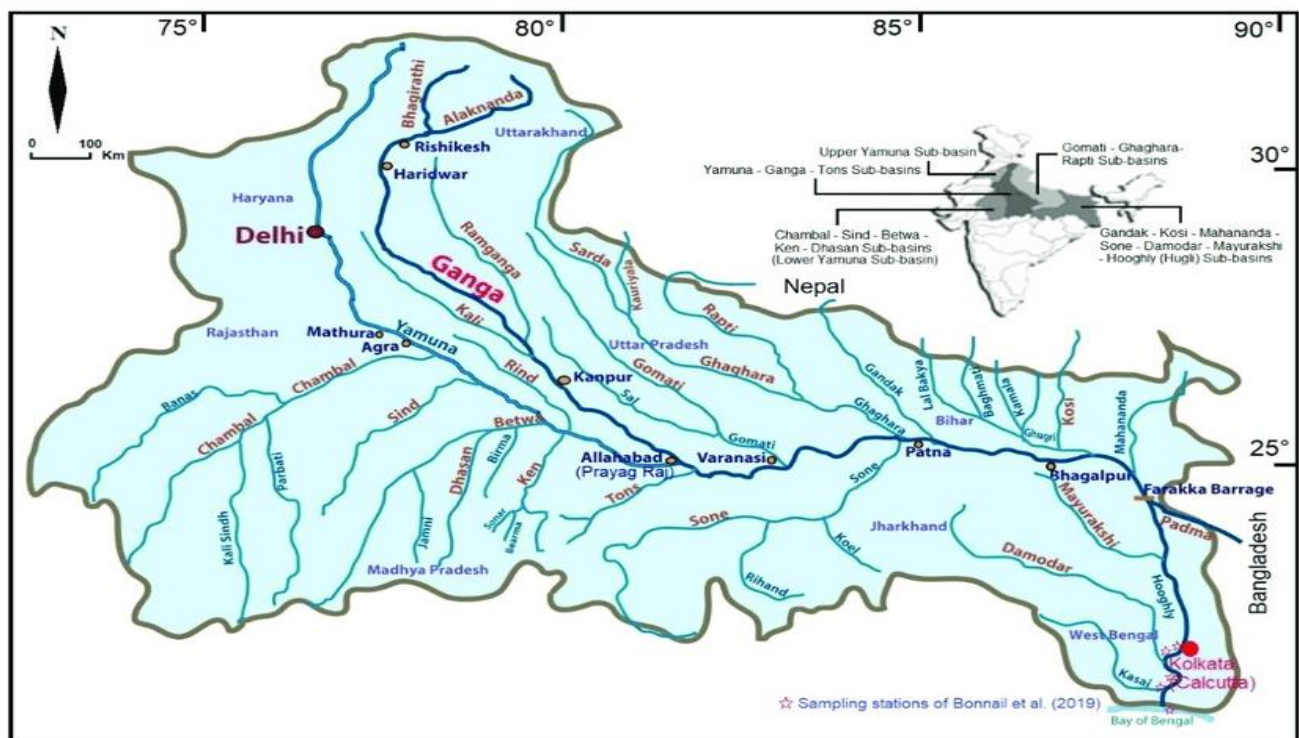 75°
80°
85°
90°
N
0 100
Km
30°
25°
Bhagirathi
Alaknanda
Uttarakhand
Rishikesh
Haridwar
Haryana
Delhi
Ramganga
Ganga
Kali
Sarda
Kauriyala
Nepal
Rapti
Upper Yamuna Sub-basin
Yamuna - Ganga - Tons Sub-basins
Gomati - Ghaghara-
Rapti Sub-basins
Chambal - Sind - Betwa -
Ken - Dhasan Sub-basins
(Lower Yamuna Sub-basin)
Gandak - Kosi - Mahananda -
Sone - Damodar - Mayurakshi
- Hooghly (Hugli) Sub-basins
Rajasthan
Mathura
Agra
Yamuna
Uttar Pradesh
Ghaghara
Gomati
Rind
Kanpur
Sal
Chambal
Banas
Chambal
Sind
Betwa
Birma
Ken
Dhasan
Parbati
Kali Sindh
Jamni
Sonar
Bearma
Madhya Pradesh
Allahabad
(Prayag Raj)
Tons
Gomati
Varanasi
Ghaghara
Gandak
Lal Bakya
Baghmati
Kamala
Bihar
Ghugri
Kosi
Mahananda
Patna
Bhagalpur
Farakka Barrage
Padma
Bangladesh
Mayurakshi
Sone
Sone
Koel
Rihand
Jharkhand
Damodar
Hooghly
West Bengal
Kasai
Kolkata
(Calcutta)
Sampling stations of Bonnail et al. (2019)
Bay of Bengal